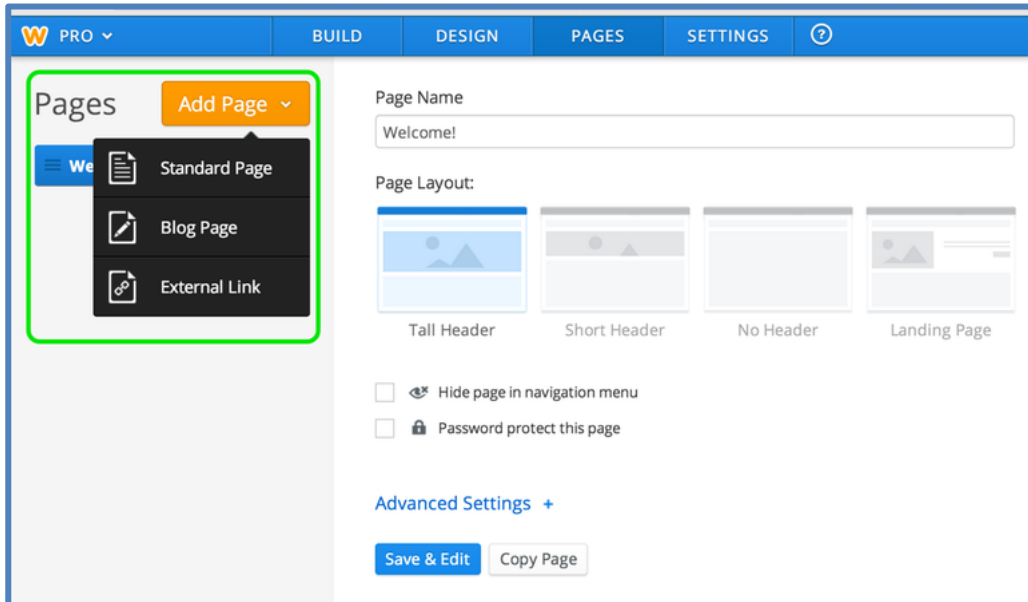 W PRO
BUILD
DESIGN
PAGES
SETTINGS
?
Pages
Add Page
We
Standard Page
Blog Page
External Link
Page Name
Welcome!
Page Layout:
Tall Header
Short Header
No Header
Landing Page
Hide page in navigation menu
Password protect this page
Advanced Settings +
Save & Edit
Copy Page